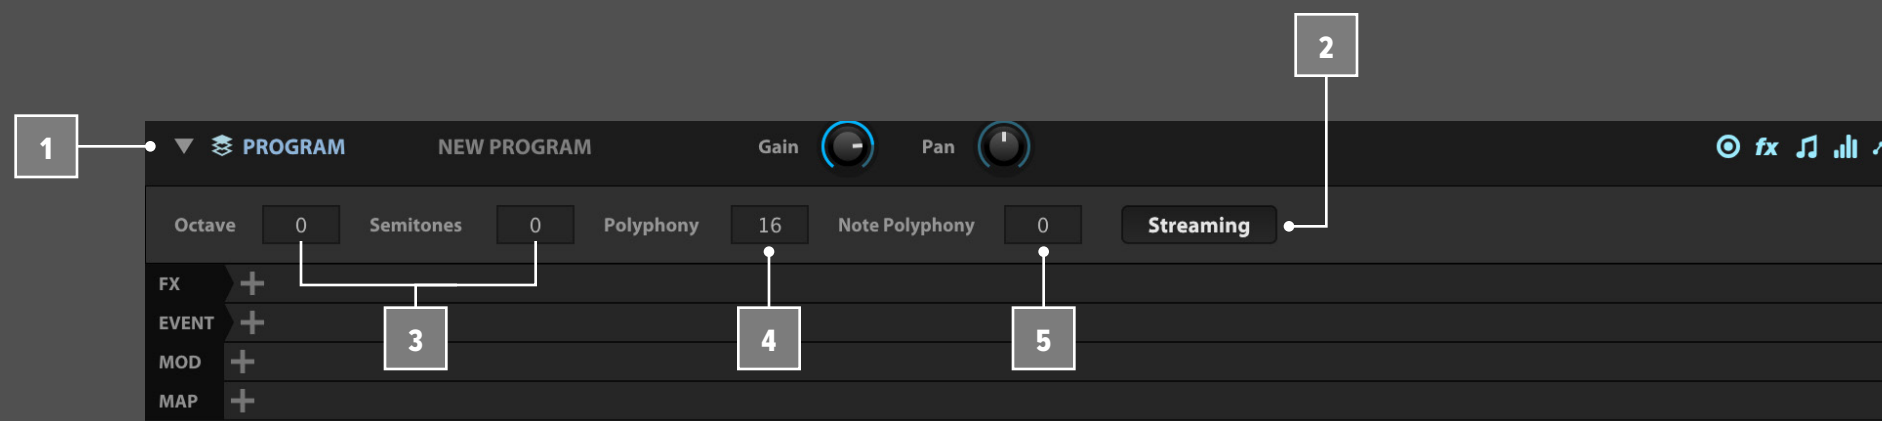 2
1
PROGRAM NEW PROGRAM Gain Pan fx
Octave 0 Semitones 0 Polyphony 16 Note Polyphony 0 Streaming
FX
EVENT
3 4 5
MOD
MAP